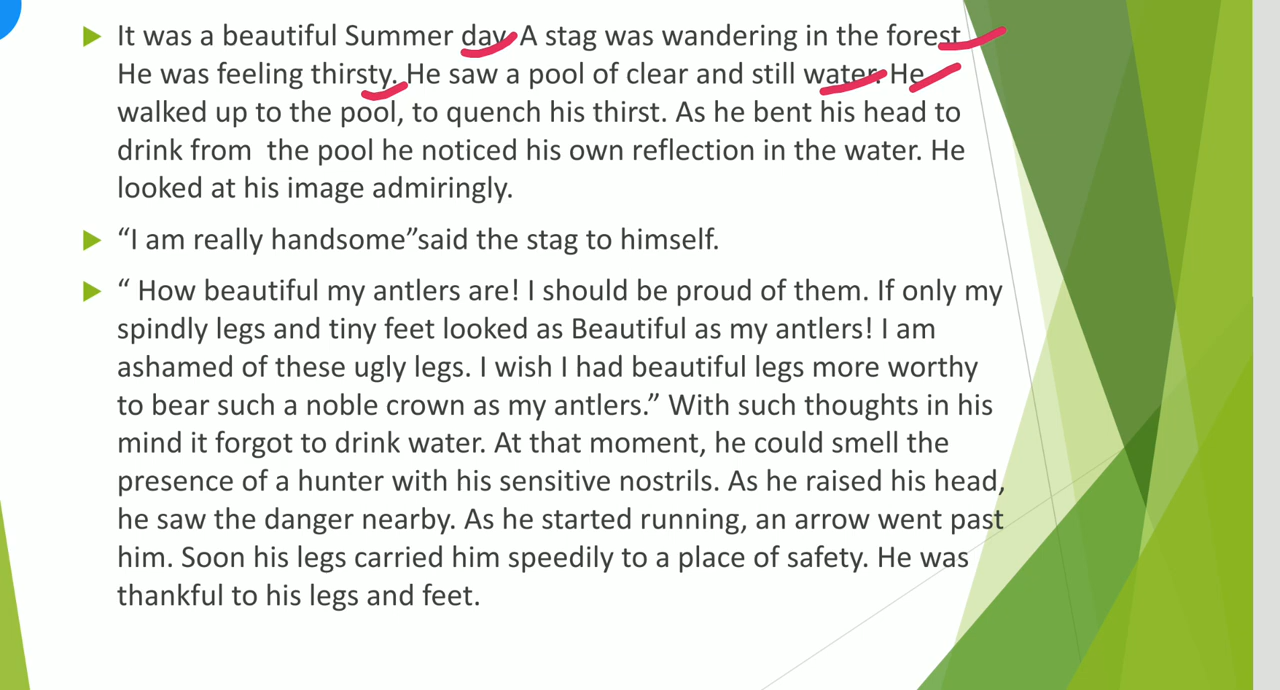 It was a beautiful Summer day. A stag was wandering in the forest.
He was feeling thirsty. He saw a pool of clear and still water. He
walked up to the pool, to quench his thirst. As he bent his head to
drink from  the pool he noticed his own reflection in the water. He
looked at his image admiringly.
“I am really handsome”said the stag to himself.
“ How beautiful my antlers are! I should be proud of them. If only my
spindly legs and tiny feet looked as Beautiful as my antlers! I am
ashamed of these ugly legs. I wish I had beautiful legs more worthy
to bear such a noble crown as my antlers.” With such thoughts in his
mind it forgot to drink water. At that moment, he could smell the
presence of a hunter with his sensitive nostrils. As he raised his head,
he saw the danger nearby. As he started running, an arrow went past
him. Soon his legs carried him speedily to a place of safety. He was
thankful to his legs and feet.